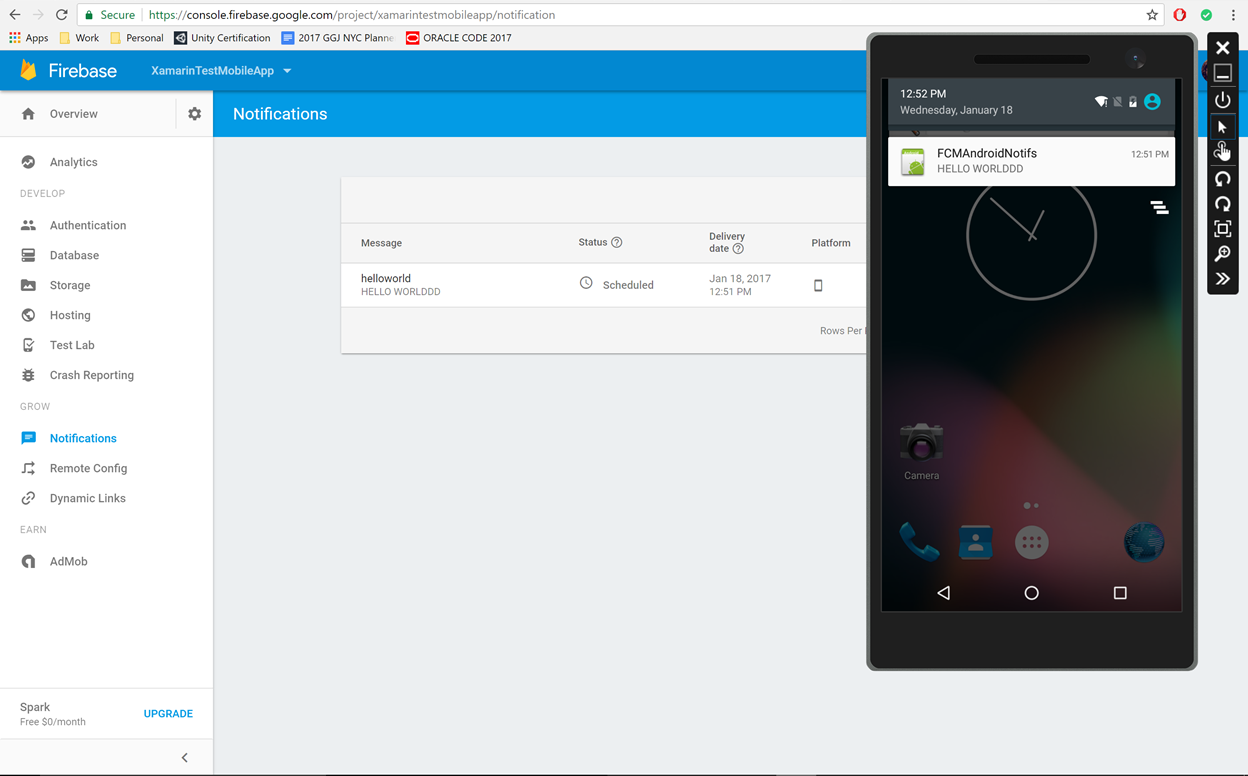 Secure
https://console.firebase.google.com/project/xamarintestmobileapp/notification
Apps
Work
Personal
Unity Certification
2017 GGJ NYC Planne
ORACLE CODE 2017
Firebase
XamarinTestMobileApp
Overview
Notifications
Analytics
DEVELOP
Authentication
Database
Storage
Hosting
Test Lab
Crash Reporting
GROW
Notifications
Remote Config
Dynamic Links
EARN
AdMob
Spark
Free $0/month
UPGRADE
Message
Status
Delivery
date
Platform
helloworld
HELLO WORLDDD
Scheduled
Jan 18, 2017
12:51 PM
Rows Per
12:52 PM
Wednesday, January 18
FCMAndroidNotifs
12:51 PM
HELLO WORLDDD
Camera